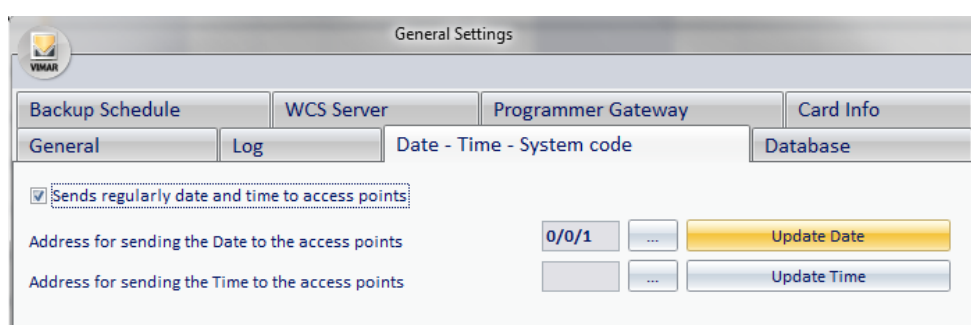 General Settings
VIMAR
Backup Schedule WCS Server Programmer Gateway Card Info
General Log Date - Time - System code Database
Sends regularly date and time to access points
Address for sending the Date to the access points 0/0/1 ... Update Date
Address for sending the Time to the access points ... Update Time